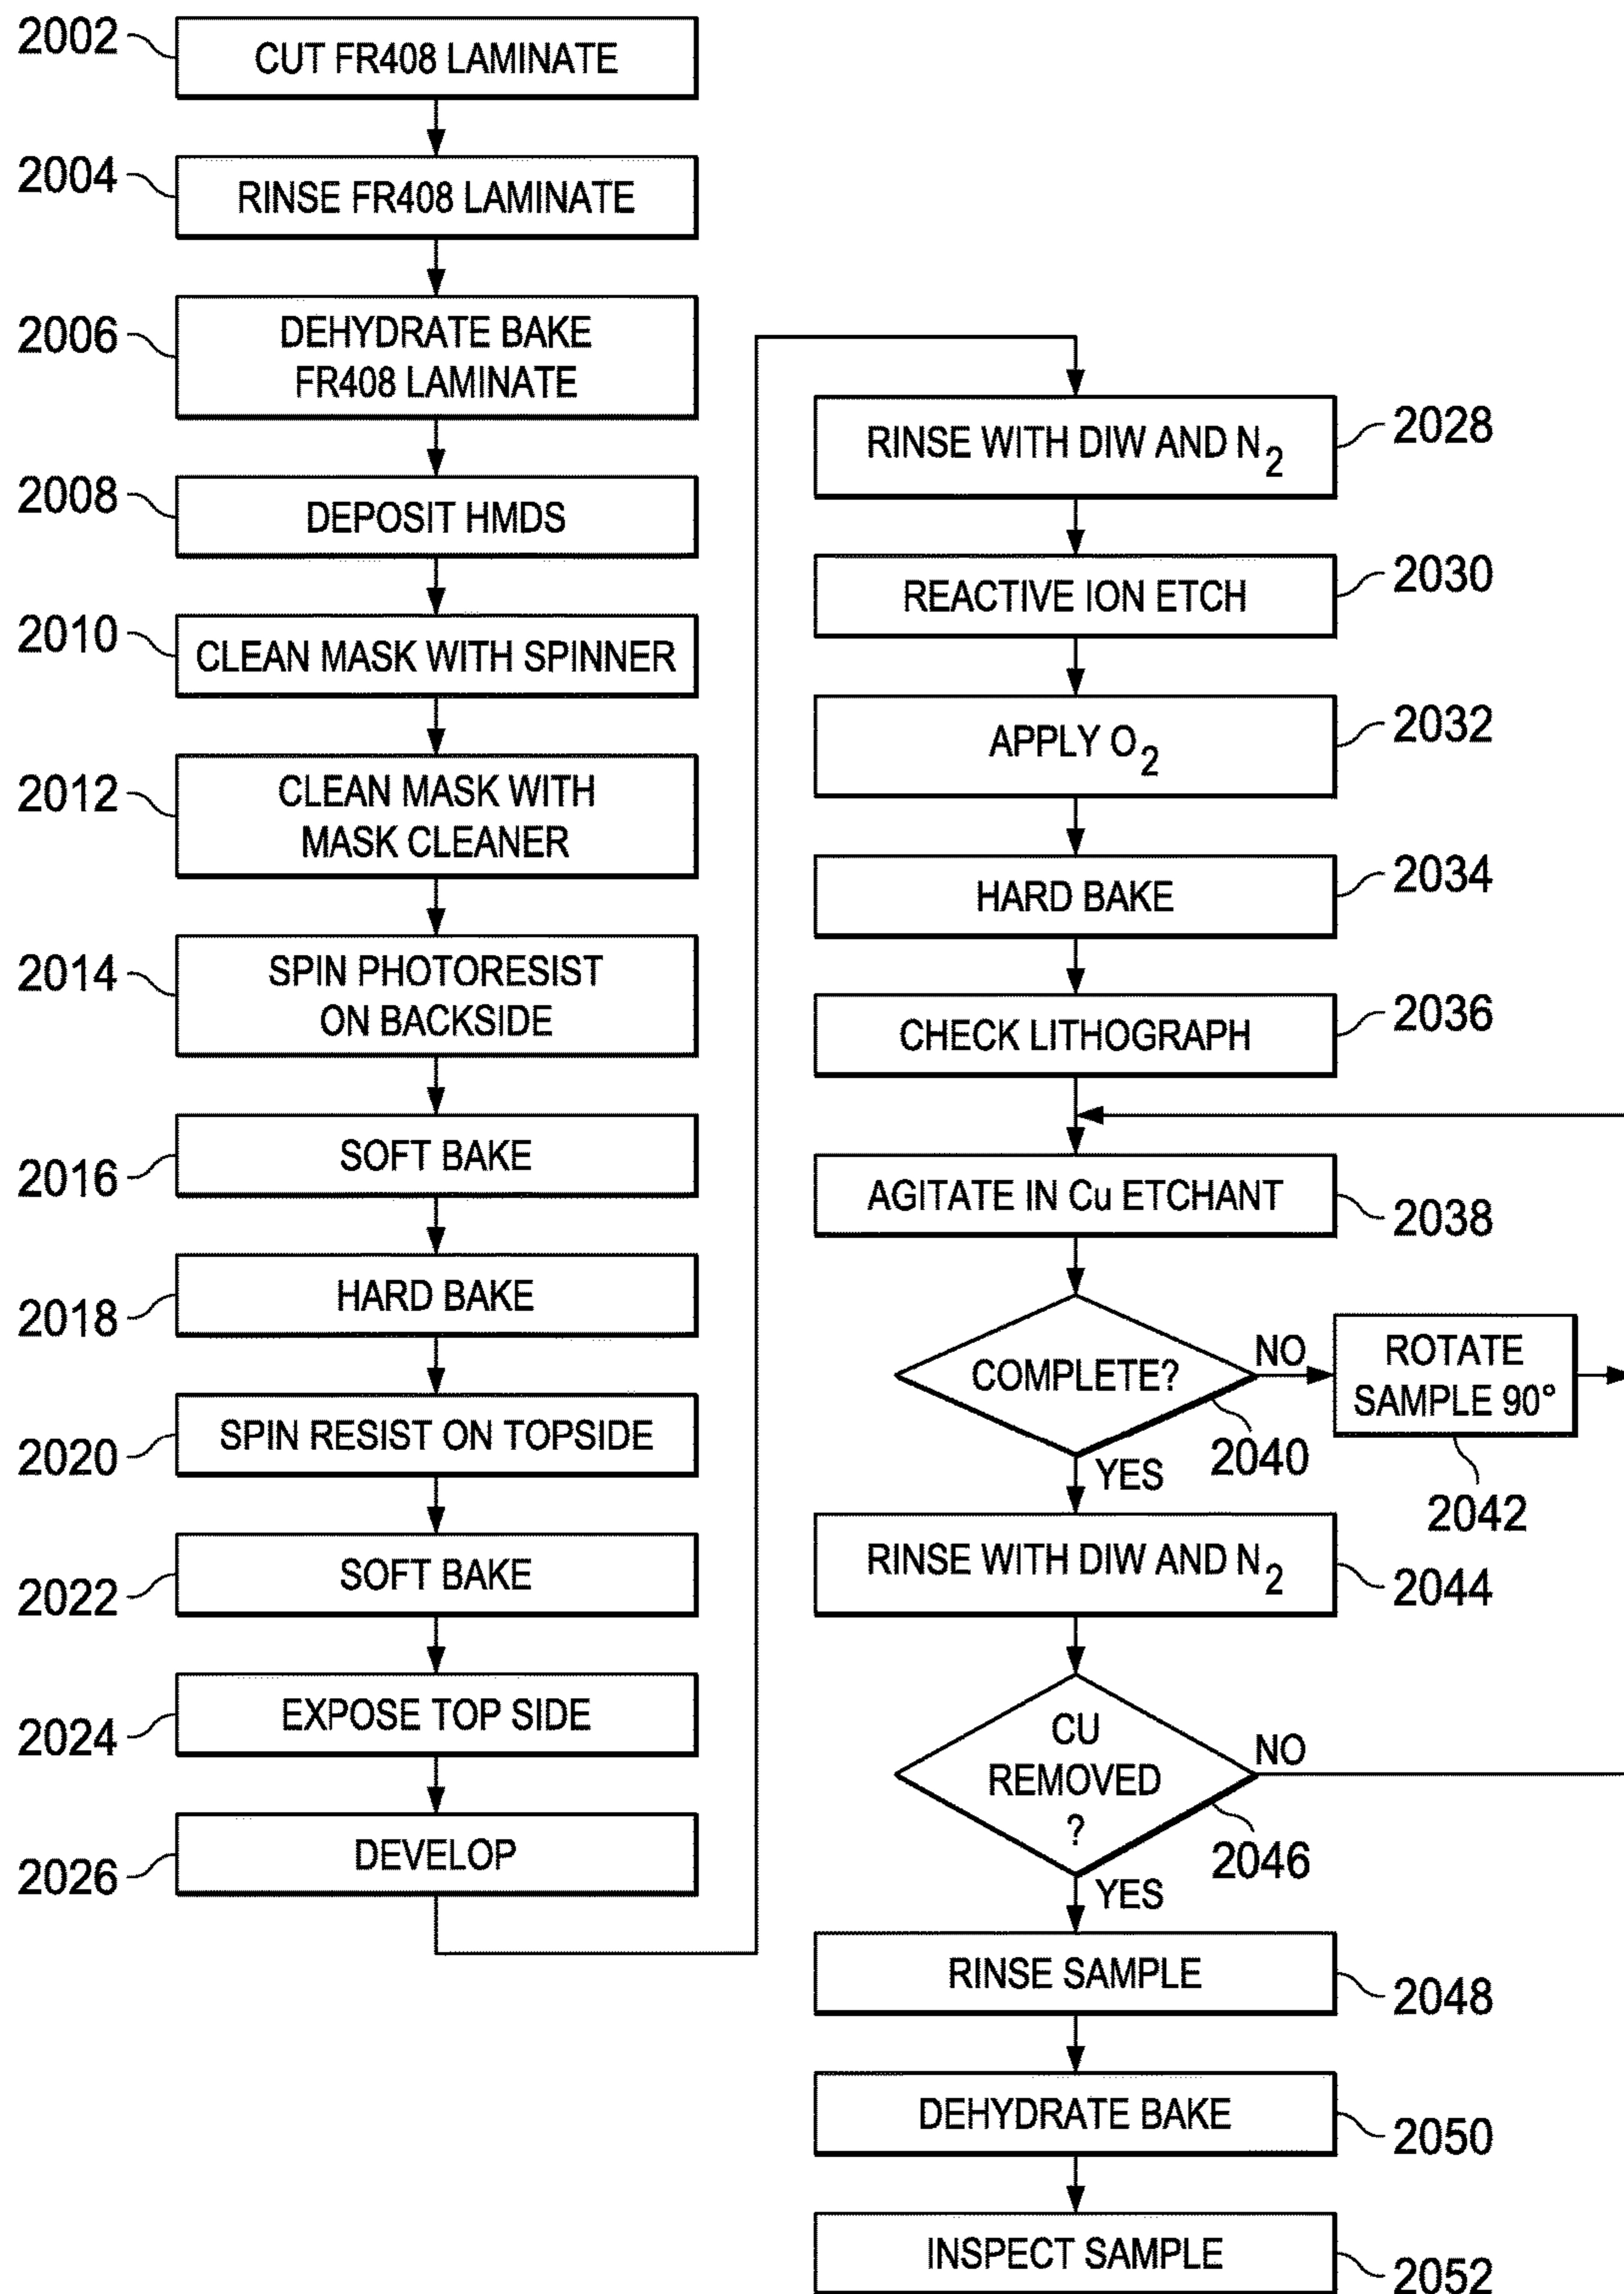 2002
CUT FR408 LAMINATE
2004
RINSE FR408 LAMINATE
2006
DEHYDRATE BAKE
FR408 LAMINATE
2008
DEPOSIT HMDS
2010
CLEAN MASK WITH SPINNER
2012
CLEAN MASK WITH
MASK CLEANER
2014
SPIN PHOTORESIST
ON BACKSIDE
2016
SOFT BAKE
2018
HARD BAKE
2020
SPIN RESIST ON TOPSIDE
2022
SOFT BAKE
2024
EXPOSE TOP SIDE
2026
DEVELOP
RINSE WITH DIW AND N2
2028
REACTIVE ION ETCH
2030
APPLY O2
2032
HARD BAKE
2034
CHECK LITHOGRAPH
2036
AGITATE IN Cu ETCHANT
2038
COMPLETE?
2040
NO
ROTATE
SAMPLE 90°
2042
YES
RINSE WITH DIW AND N2
2044
CU
REMOVED
?
2046
NO
YES
RINSE SAMPLE
2048
DEHYDRATE BAKE
2050
INSPECT SAMPLE
2052